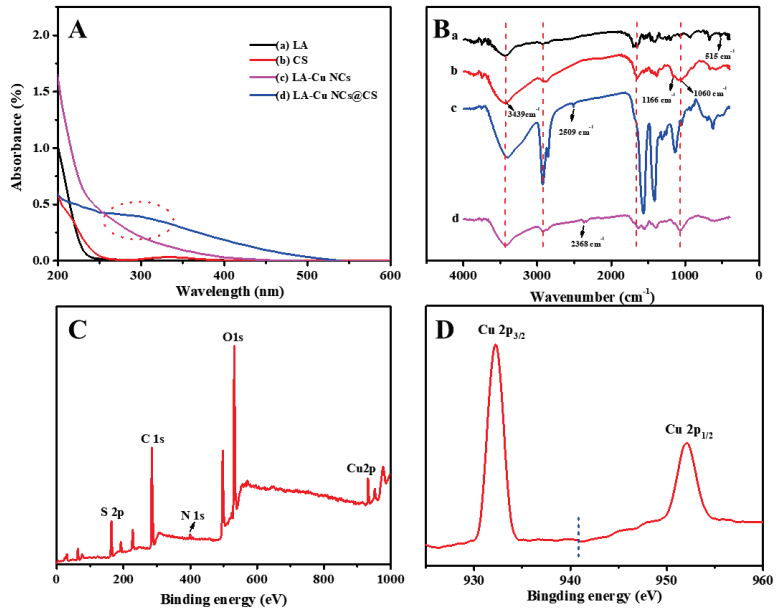 A
(a) LA
(b) CS
(c) LA-Cu NCs
(d) LA-Cu NCs@CS
Absorbance (%)
2.0
1.5
1.0
0.5
0.0
200 300 400 500 600
Wavelength (nm)
B
a
b
c
d
515 cm⁻¹
3439cm⁻¹
1166 cm⁻¹
1060 cm⁻¹
2509 cm⁻¹
2368 cm⁻¹
4000 3000 2000 1000 0
Wavenumber (cm⁻¹)
C
O1s
C 1s
S 2p
N 1s
Cu2p
0 200 400 600 800 1000
Binding energy (eV)
D
Cu 2p₃/₂
Cu 2p₁/₂
930 940 950 960
Bingding energy (eV)